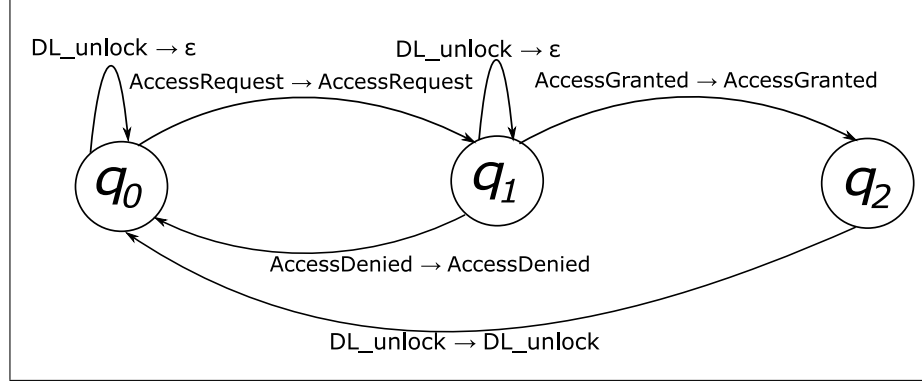 DL_unlock → ε
DL_unlock → ε
AccessRequest → AccessRequest
AccessGranted → AccessGranted
q0
q1
q2
AccessDenied → AccessDenied
DL_unlock → DL_unlock